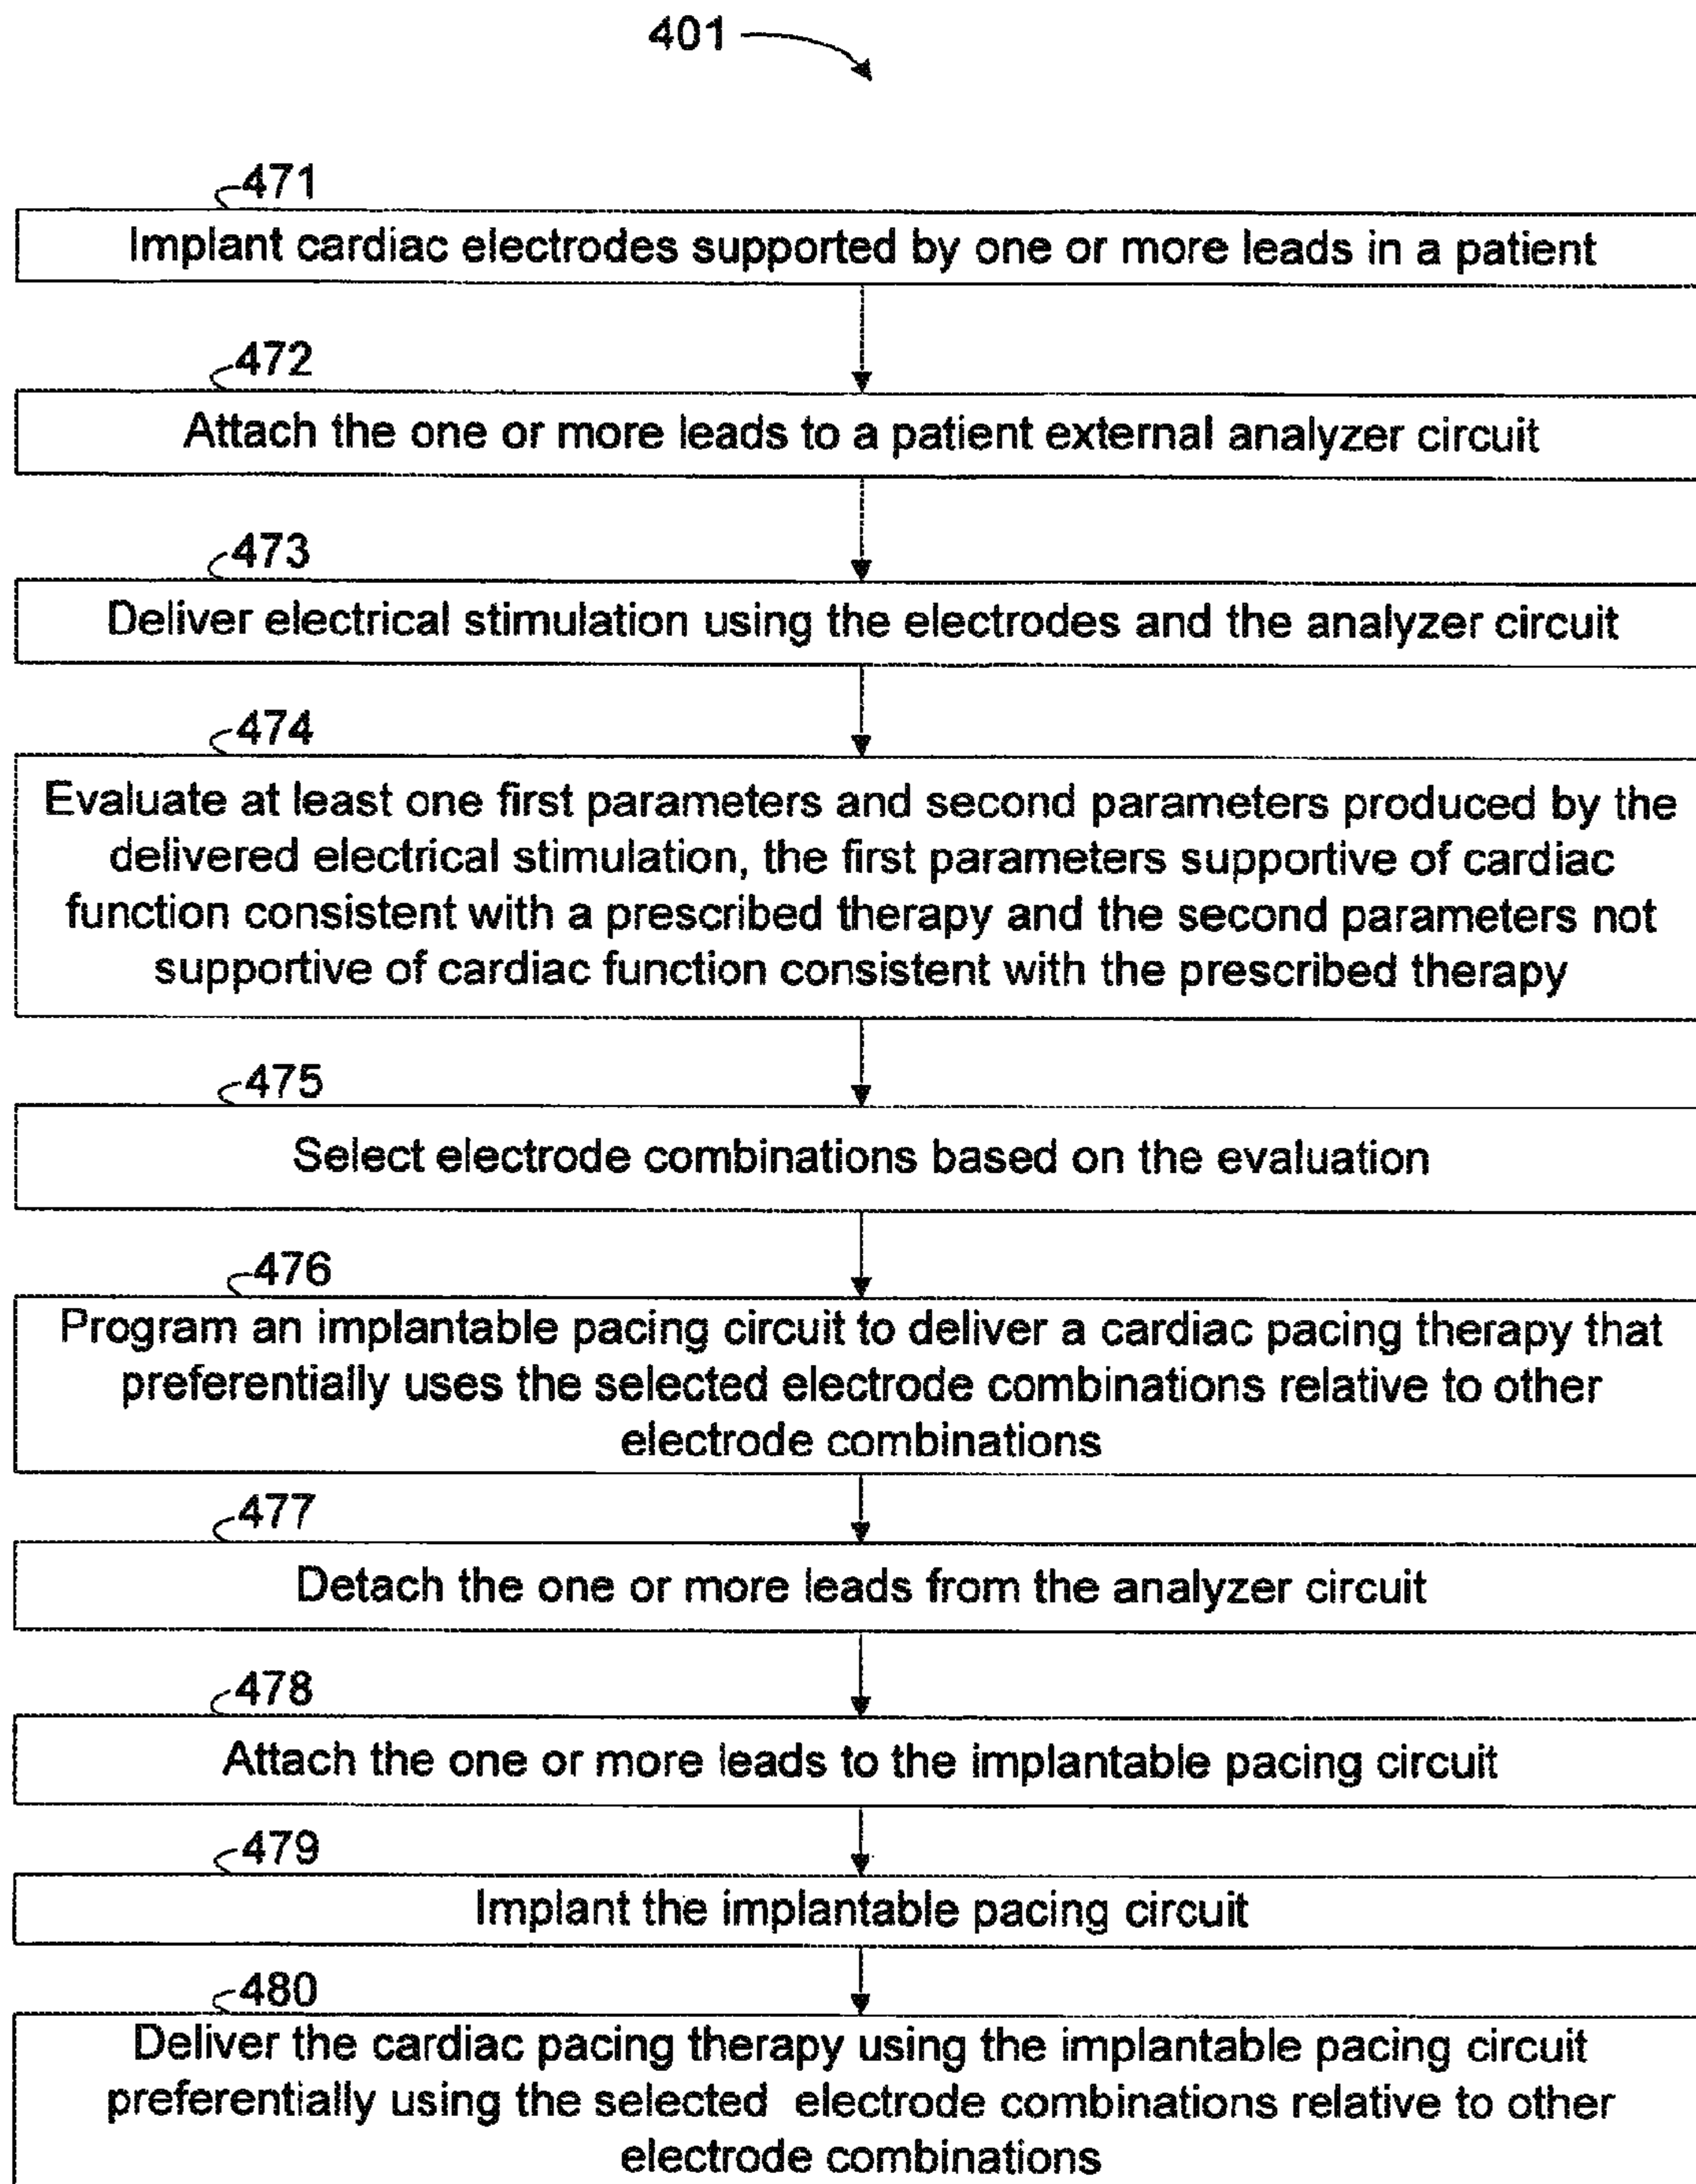 401
471
Implant cardiac electrodes supported by one or more leads in a patient
472
Attach the one or more leads to a patient external analyzer circuit
473
Deliver electrical stimulation using the electrodes and the analyzer circuit
474
Evaluate at least one first parameters and second parameters produced by the
delivered electrical stimulation, the first parameters supportive of cardiac
function consistent with a prescribed therapy and the second parameters not
supportive of cardiac function consistent with the prescribed therapy
475
Select electrode combinations based on the evaluation
476
Program an implantable pacing circuit to deliver a cardiac pacing therapy that
preferentially uses the selected electrode combinations relative to other
electrode combinations
477
Detach the one or more leads from the analyzer circuit
478
Attach the one or more leads to the implantable pacing circuit
479
Implant the implantable pacing circuit
480
Deliver the cardiac pacing therapy using the implantable pacing circuit
preferentially using the selected electrode combinations relative to other
electrode combinations